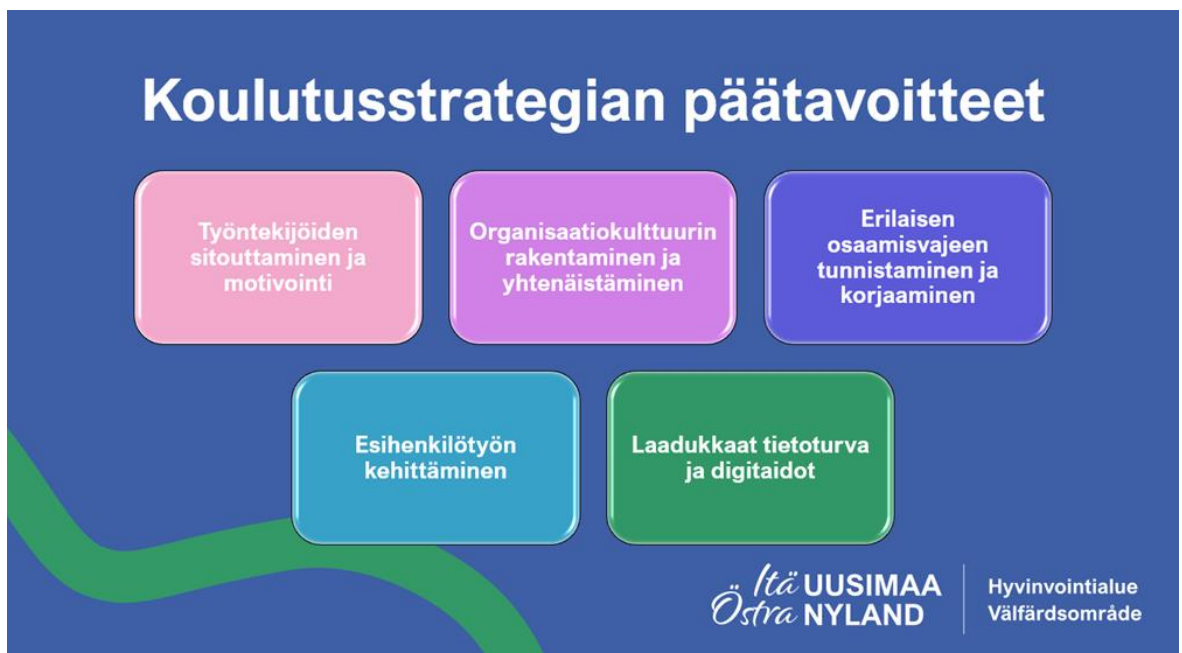 Koulutusstrategian päätavoitteet
Työntekijöiden
sitouttaminen ja
motivointi
Organisaatiokulttuurin
rakentaminen ja
yhtenäistäminen
Erilaisen
osaamisvajeen
tunnistaminen ja
korjaaminen
Esihenkilötyön
kehittäminen
Laadukkaat tietoturva
ja digitaidot
Itä UUSIMAA
Östra NYLAND
Hyvinvointialue
Välfärdsområde